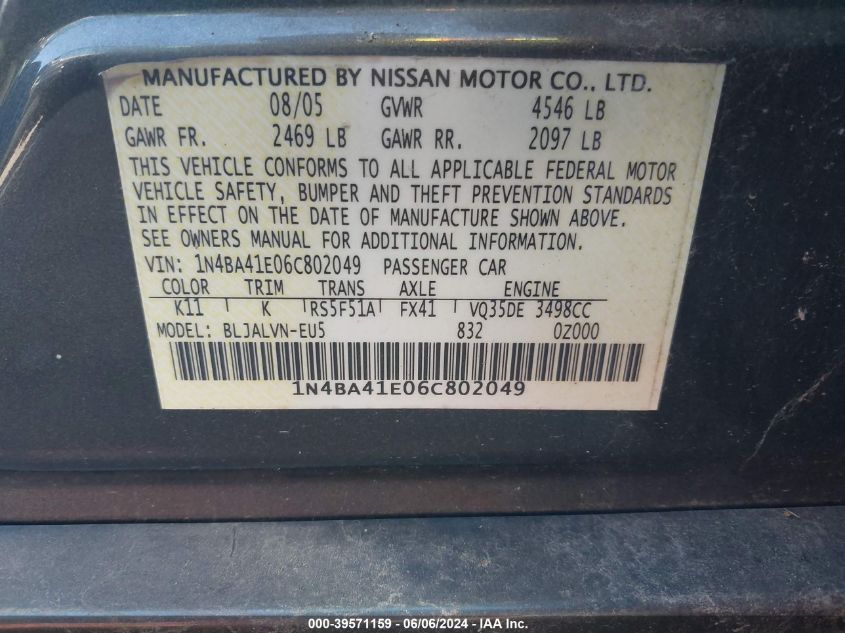 MANUFACTURED BY NISSAN MOTOR CO., LTD.
DATE 08/05 GVWR 4546 LB
GAWR FR. 2469 LB GAWR RR. 2097 LB
THIS VEHICLE CONFORMS TO ALL APPLICABLE FEDERAL MOTOR
VEHICLE SAFETY, BUMPER AND THEFT PREVENTION STANDARDS
IN EFFECT ON THE DATE OF MANUFACTURE SHOWN ABOVE.
SEE OWNERS MANUAL FOR ADDITIONAL INFORMATION.
VIN: 1N4BA41E06C802049 PASSENGER CAR
COLOR TRIM TRANS AXLE ENGINE
K11 K RS5F51A FX41 VQ35DE 3498CC
MODEL: BLJALVN-EU5 832 0Z000
1N4BA41E06C802049
000-39571159 - 06/06/2024 - IAA Inc.